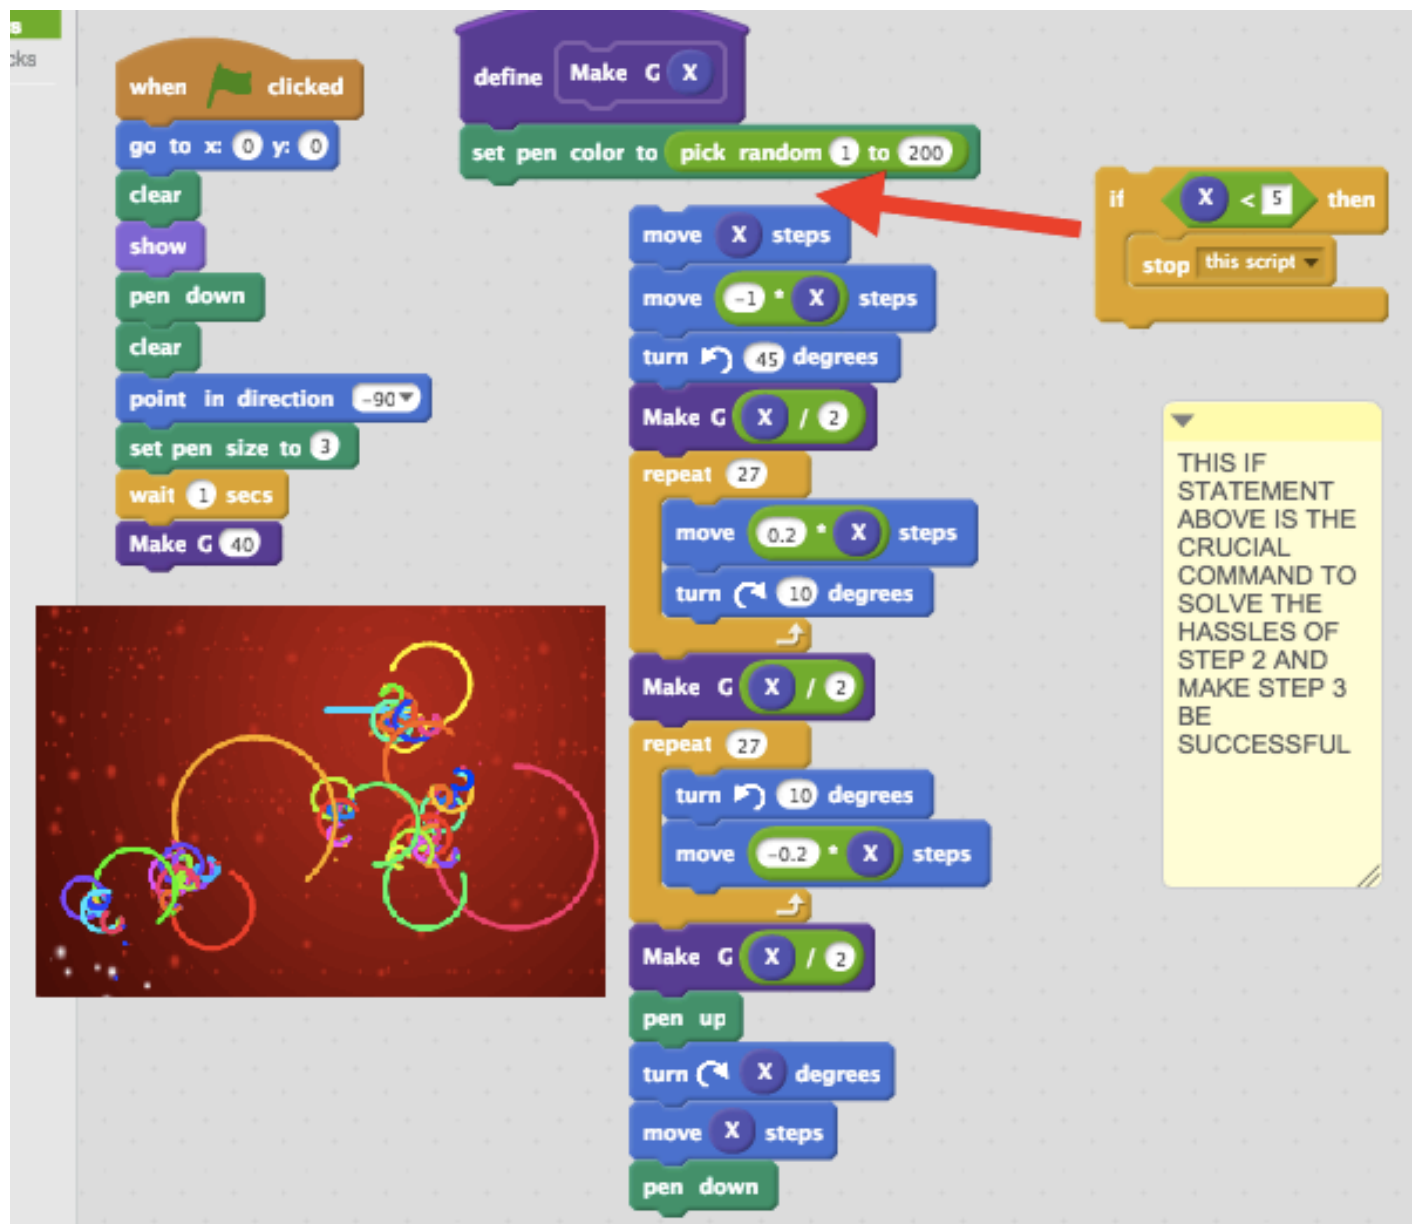 s
cks
when clicked
go to x: 0 y: 0
clear
show
pen down
clear
point in direction -90
set pen size to 3
wait 1 secs
Make G 40
define Make G X
set pen color to pick random 1 to 200
move X steps
move -1 * X steps
turn 45 degrees
Make G X / 2
repeat 27
move 0.2 * X steps
turn 10 degrees
Make G X / 2
repeat 27
turn 10 degrees
move -0.2 * X steps
Make G X / 2
pen up
turn X degrees
move X steps
pen down
if X < 5 then
stop this script
THIS IF
STATEMENT
ABOVE IS THE
CRUCIAL
COMMAND TO
SOLVE THE
HASSLES OF
STEP 2 AND
MAKE STEP 3
BE
SUCCESSFUL